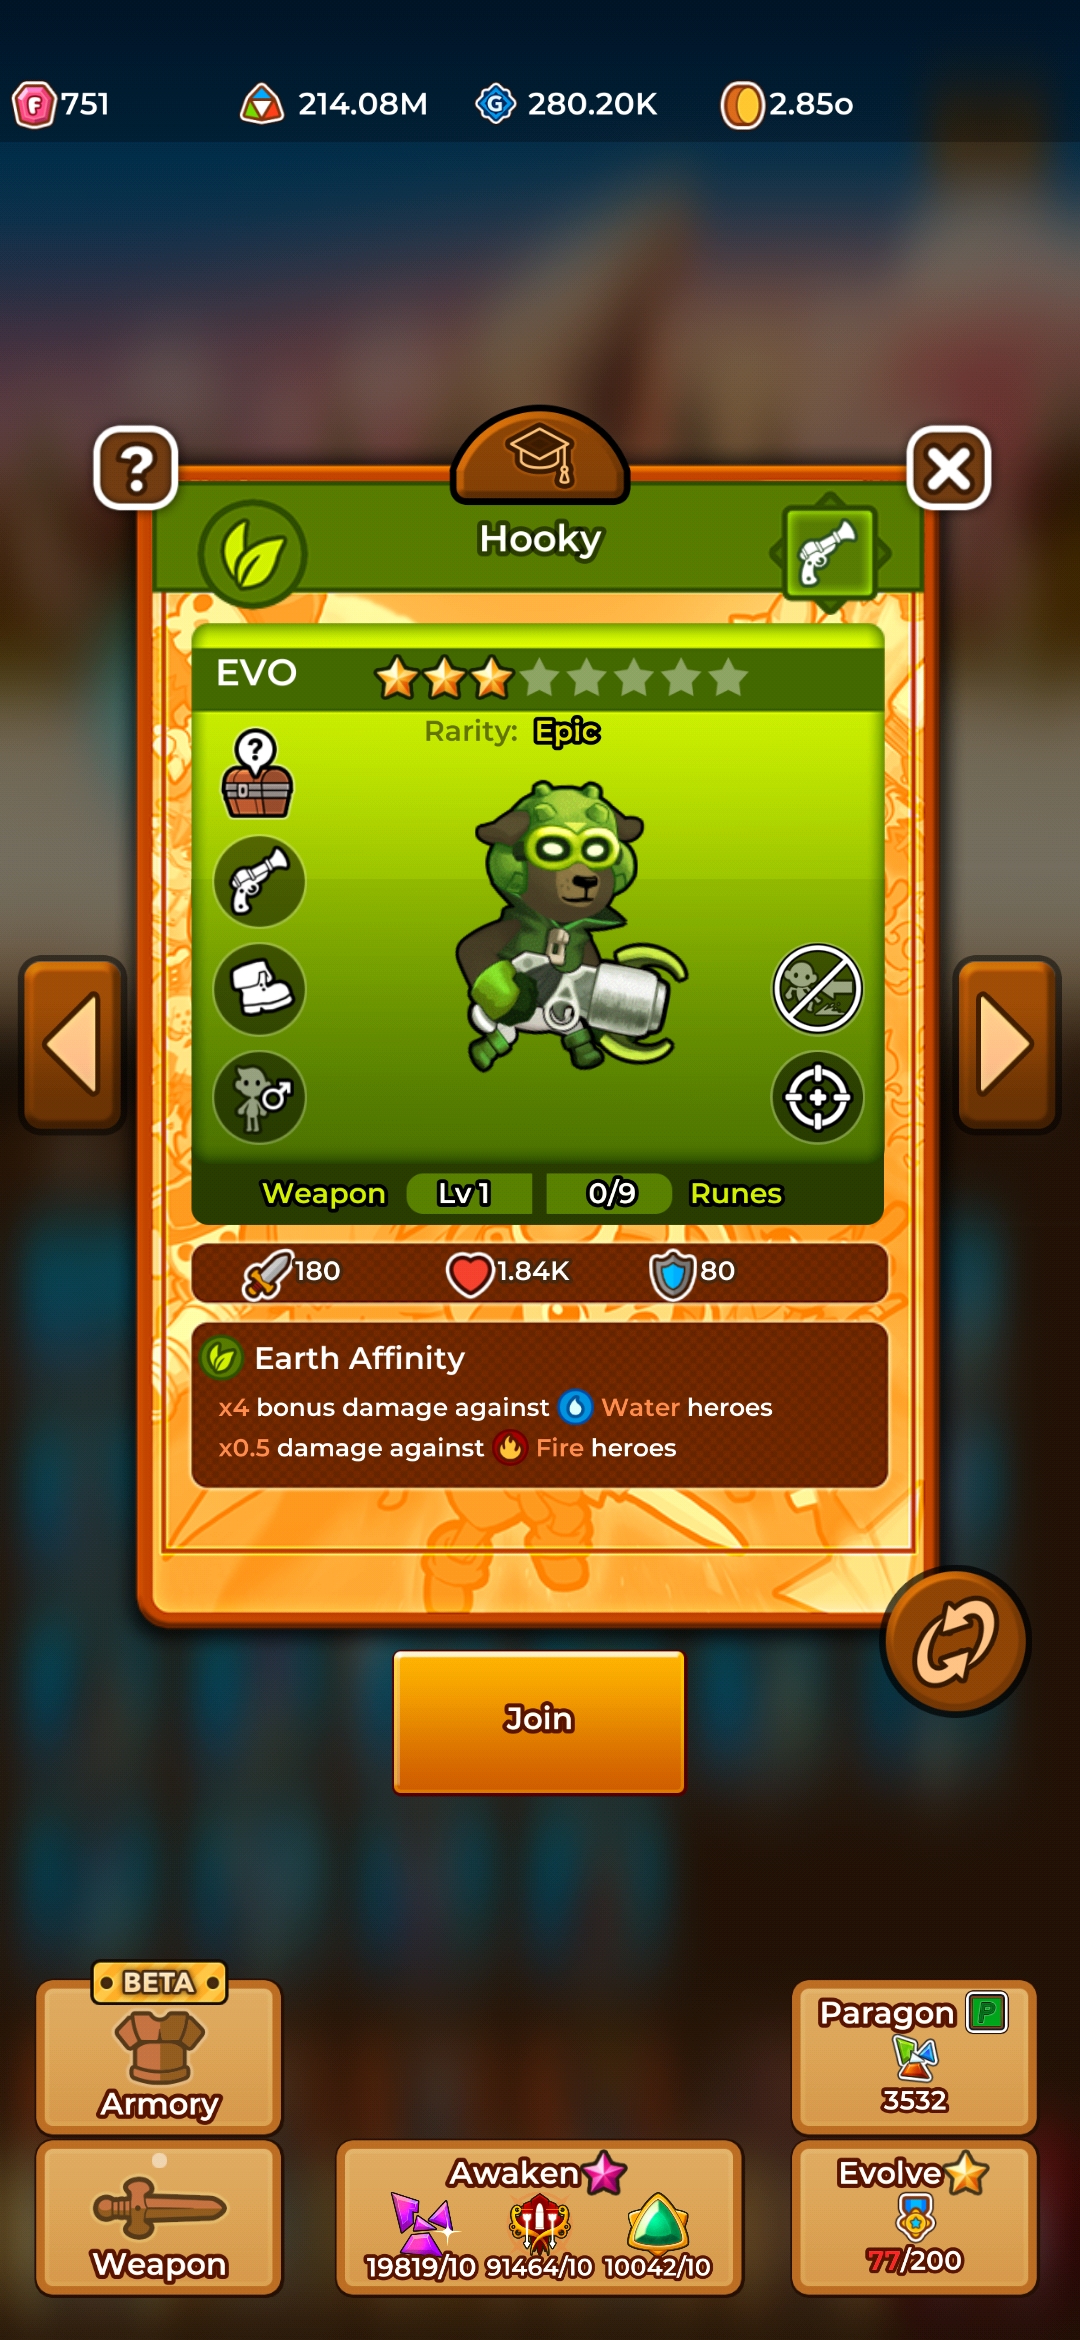 F 751 214.08M G 280.20K 2.85o
?
Hooky
EVO
Rarity: Epic
?
Weapon Lv 1 0/9 Runes
180 1.84K 80
Earth Affinity
x4 bonus damage against Water heroes
x0.5 damage against Fire heroes
Join
BETA
Armory
Paragon P
3532
Weapon
Awaken
19819/10 91464/10 10042/10
Evolve
77/200